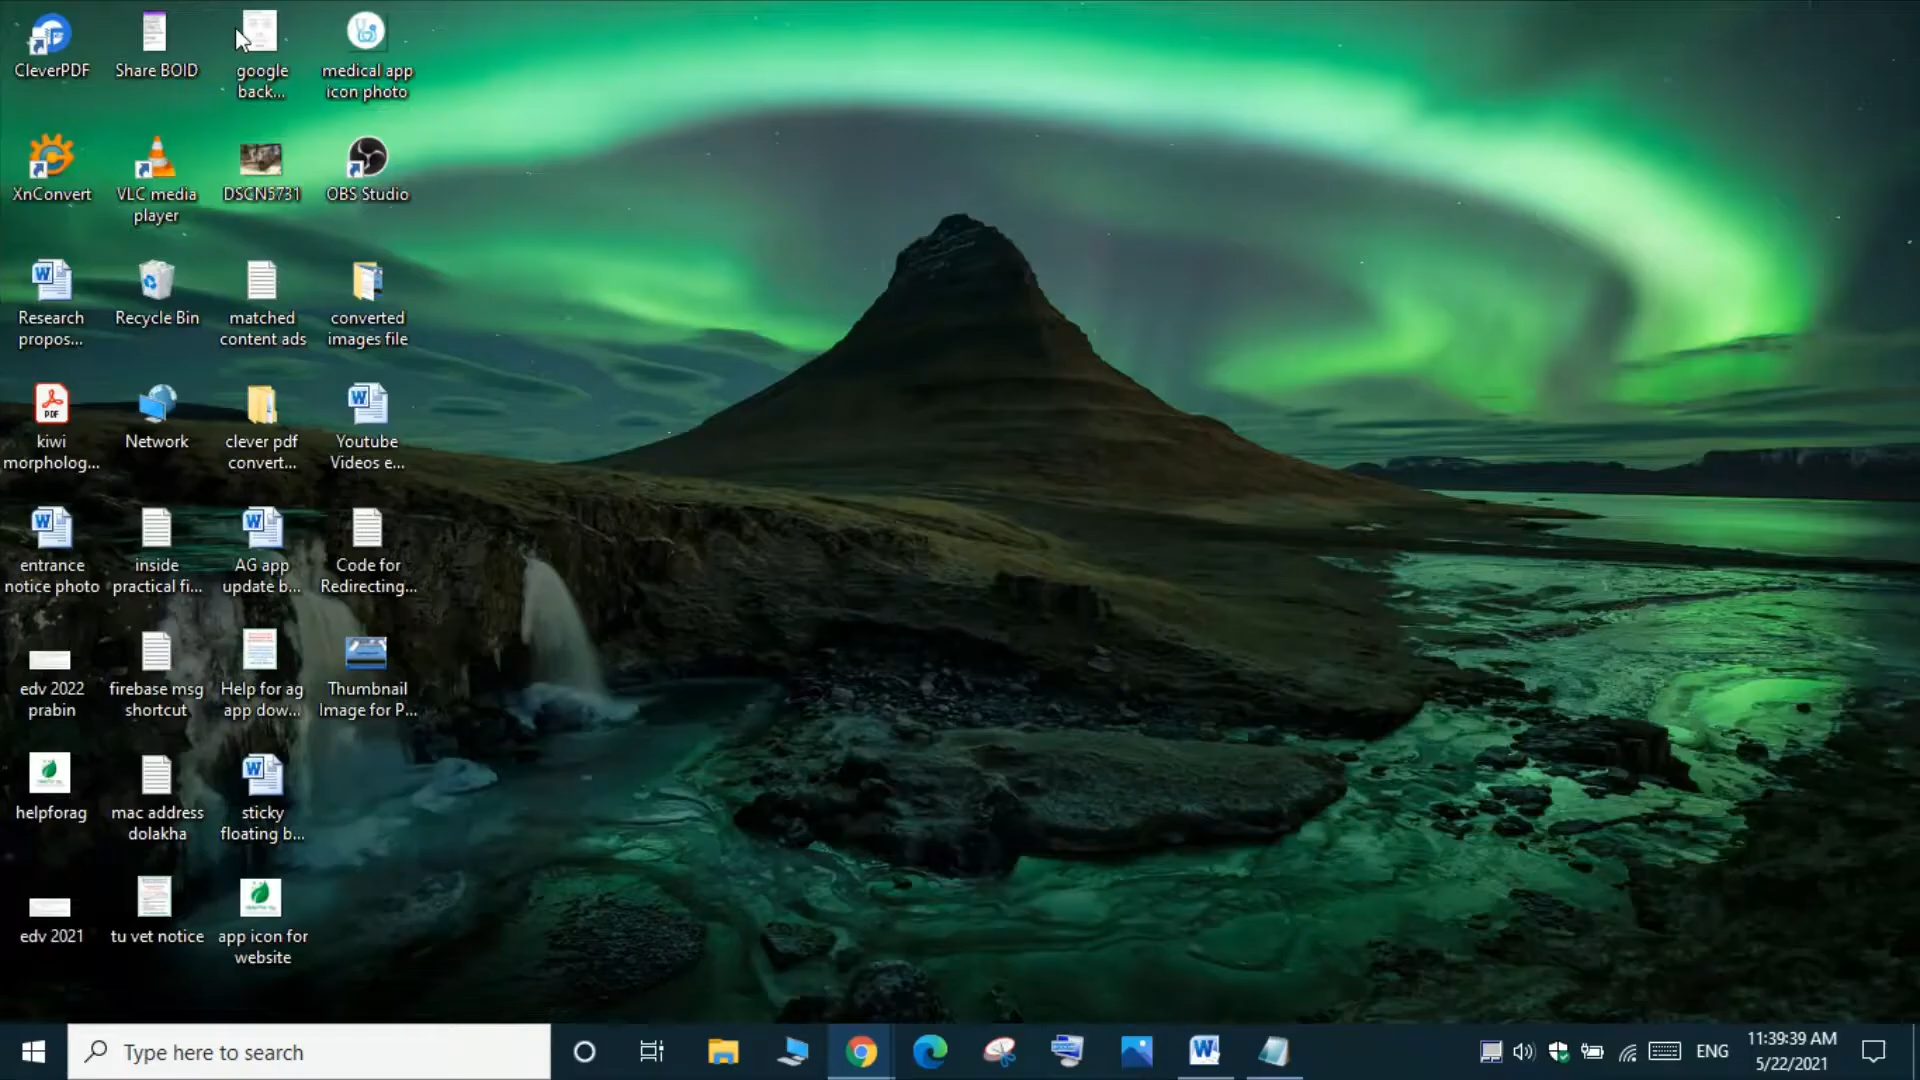 CleverPDF
Share BOID
google
back...
medical app
icon photo
XnConvert
VLC media
player
DSCN5731
OBS Studio
Research
propos...
Recycle Bin
matched
content ads
converted
images file
kiwi
morpholog...
Network
clever pdf
convert...
Youtube
Videos e...
entrance
notice photo
inside
practical fi...
AG app
update b...
Code for
Redirecting...
edv 2022
prabin
firebase msg
shortcut
Help for ag
app dow...
Thumbnail
Image for P...
helpforag
mac address
dolakha
sticky
floating b...
edv 2021
tu vet notice
app icon for
website
Type here to search
ENG
11:39:39 AM
5/22/2021